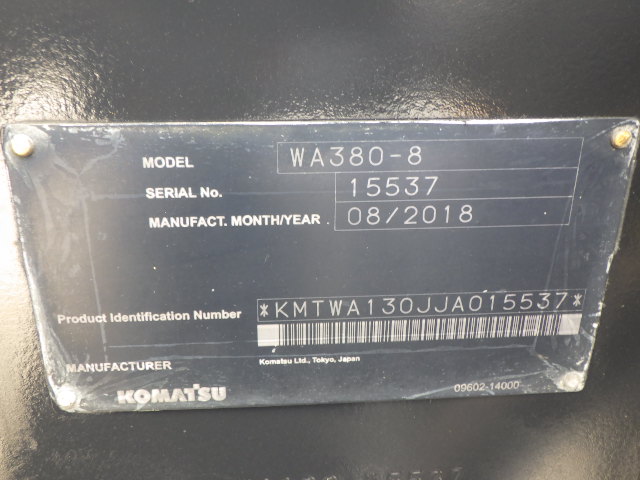 MODEL WA380-8
SERIAL No. 15537
MANUFACT. MONTH/YEAR 08/2018
Product Identification Number *KMTWA130JJA015537*
MANUFACTURER Komatsu Ltd., Tokyo, Japan
KOMATSU 09602-14000
15537